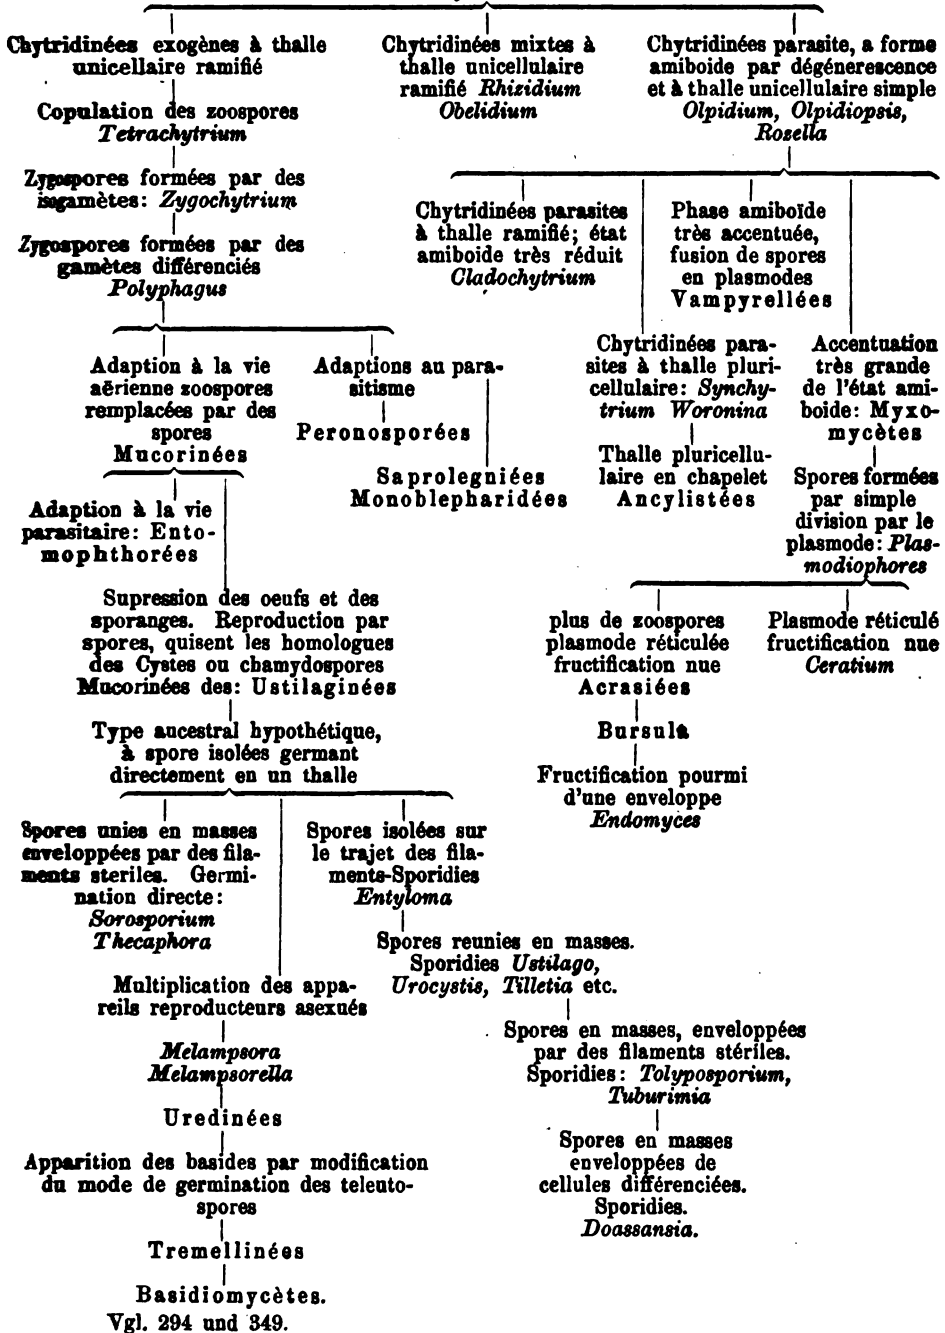 Chytridinées exogènes à thalle
unicellaire ramifié
Copulation des zoospores
Tetrachytrium
Zygospores formées par des
isogamètes: Zygochytrium
Zygospores formées par des
gamètes différenciés
Polyphagus
Chytridinées mixtes à
thalle unicellulaire
ramifié Rhizidium
Obelidium
Chytridinées parasite, a forme
amiboide par dégénerescence
et à thalle unicellulaire simple
Olpidium, Olpidiopsis,
Rozella
Chytridinées parasites
à thalle ramifié; état
amiboide très réduit
Cladochytrium
Phase amiboïde
très accentuée,
fusion de spores
en plasmodes
Vampyrellées
Adaption à la vie
aërienne zoospores
remplacées par des
spores
Mucorinées
Adaptions au para-
sitisme
Peronosporées
Saprolegniées
Monoblepharidées
Chytridinées para-
sites à thalle pluri-
cellulaire: Synchy-
trium Woronina
Thalle pluricellu-
laire en chapelet
Ancylistées
Accentuation
très grande
de l'état ami-
boide: Myxo-
mycètes
Spores formées
par simple
division par le
plasmode: Plas-
modiophores
Adaption à la vie
parasitaire: Ento-
mophthorées
Supression des oeufs et des
sporanges. Reproduction par
spores, quisent les homologues
des Cystes ou chamydospores
Mucorinées des: Ustilaginées
plus de zoospores
plasmode réticulée
fructification nue
Acrasiées
Bursula
Fructification pourmi
d'une enveloppe
Endomyces
Plasmode réticulé
fructification nue
Ceratium
Type ancestral hypothétique,
à spore isolées germant
directement en un thalle
Spores unies en masses
enveloppées par des fila-
ments steriles. Germi-
nation directe:
Sorosporium
Thecaphora
Spores isolées sur
le trajet des fila-
ments-Sporidies
Entyloma
Spores reunies en masses.
Sporidies Ustilago,
Urocystis, Tilletia etc.
Multiplication des appa-
reils reproducteurs asexués
Melampsora
Melampsorella
Uredinées
Spores en masses, enveloppées
par des filaments stériles.
Sporidies: Tolyposporium,
Tuburimia
Spores en masses
enveloppées de
cellules différenciées.
Sporidies.
Doassansia.
Apparition des basides par modification
du mode de germination des teleuto-
spores
Tremellinées
Basidiomycètes.
Vgl. 294 und 349.